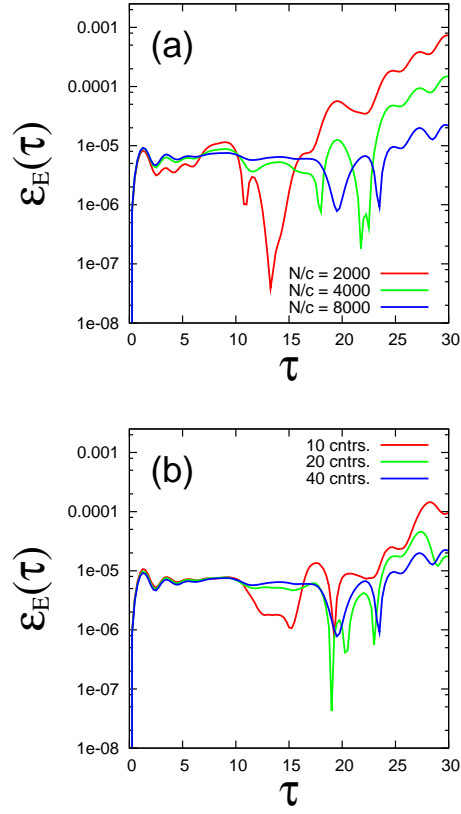 (a)
0.001
0.0001
1e-05
1e-06
1e-07
1e-08
εE(τ)
N/c = 2000
N/c = 4000
N/c = 8000
0 5 10 15 20 25 30
τ
(b)
10 cntrs.
20 cntrs.
40 cntrs.
0.001
0.0001
1e-05
1e-06
1e-07
1e-08
εE(τ)
0 5 10 15 20 25 30
τ